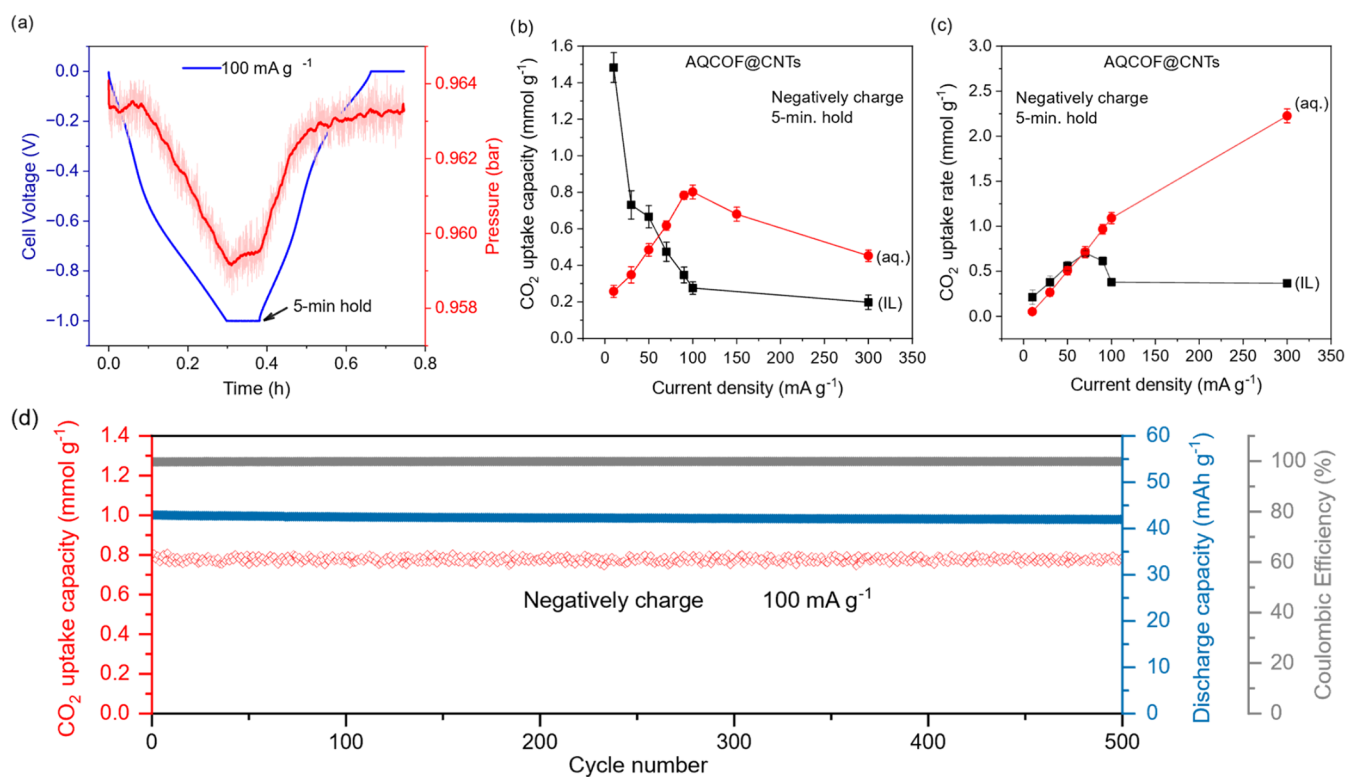 (a)
100 mA g⁻¹
5-min hold
Cell Voltage (V)
0.0
−0.2
−0.4
−0.6
−0.8
−1.0
Pressure (bar)
0.964
0.962
0.960
0.958
0.0
0.2
0.4
0.6
0.8
Time (h)
(b)
AQCOF@CNTs
Negatively charge
5-min. hold
(aq.)
(IL)
CO₂ uptake capacity (mmol g⁻¹)
1.6
1.4
1.2
1.0
0.8
0.6
0.4
0.2
0.0
0
50
100
150
200
250
300
350
Current density (mA g⁻¹)
(c)
AQCOF@CNTs
Negatively charge
5-min. hold
(aq.)
(IL)
CO₂ uptake rate (mmol g⁻¹)
3.0
2.5
2.0
1.5
1.0
0.5
0.0
0
50
100
150
200
250
300
350
Current density (mA g⁻¹)
(d)
CO₂ uptake capacity (mmol g⁻¹)
1.4
1.2
1.0
0.8
0.6
0.4
0.2
0.0
Negatively charge 100 mA g⁻¹
Discharge capacity (mAh g⁻¹)
60
50
40
30
20
10
0
Coulombic Efficiency (%)
100
80
60
40
20
0
0
100
200
300
400
500
Cycle number